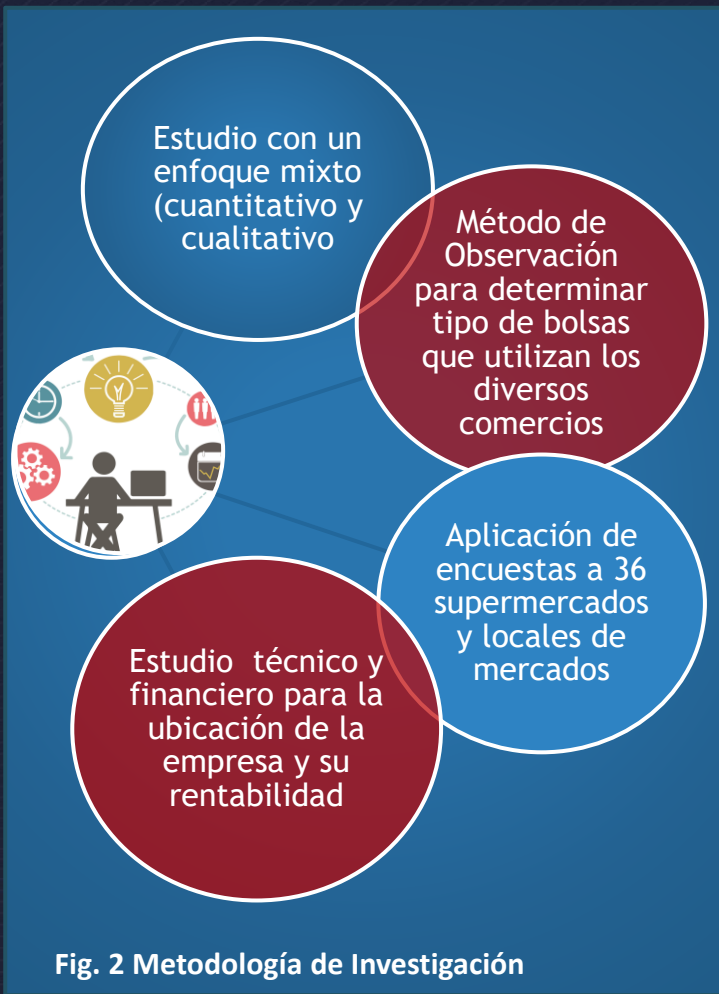 Estudio con un
enfoque mixto
(cuantitativo y
cualitativo
Método de
Observación
para determinar
tipo de bolsas
que utilizan los
diversos
comercios
Aplicación de
encuestas a 36
supermercados
y locales de
mercados
Estudio técnico y
financiero para la
ubicación de la
empresa y su
rentabilidad
Fig. 2 Metodología de Investigación